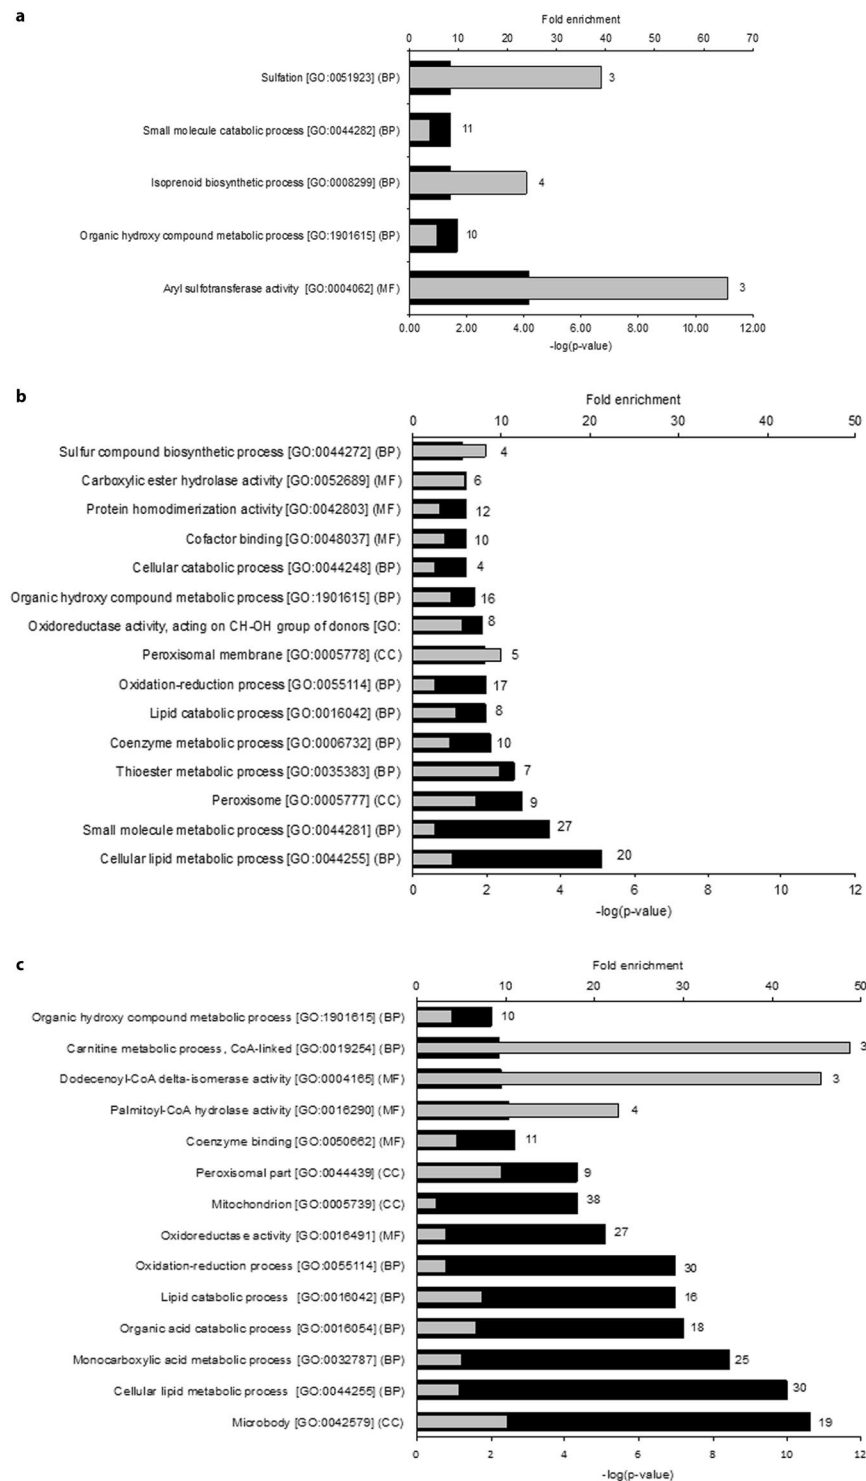 a
Fold enrichment
0 10 20 30 40 50 60 70
Sulfation [GO:0051923] (BP) 3
Small molecule catabolic process [GO:0044282] (BP) 11
Isoprenoid biosynthetic process [GO:0008299] (BP) 4
Organic hydroxy compound metabolic process [GO:1901615] (BP) 10
Aryl sulfotransferase activity [GO:0004062] (MF) 3
0.00 2.00 4.00 6.00 8.00 10.00 12.00
-log(p-value)
b
Fold enrichment
0 10 20 30 40 50
Sulfur compound biosynthetic process [GO:0044272] (BP) 4
Carboxylic ester hydrolase activity [GO:0052689] (MF) 6
Protein homodimerization activity [GO:0042803] (MF) 12
Cofactor binding [GO:0048037] (MF) 10
Cellular catabolic process [GO:0044248] (BP) 4
Organic hydroxy compound metabolic process [GO:1901615] (BP) 16
Oxidoreductase activity, acting on CH-OH group of donors [GO: 8
Peroxisomal membrane [GO:0005778] (CC) 5
Oxidation-reduction process [GO:0055114] (BP) 17
Lipid catabolic process [GO:0016042] (BP) 8
Coenzyme metabolic process [GO:0006732] (BP) 10
Thioester metabolic process [GO:0035383] (BP) 7
Peroxisome [GO:0005777] (CC) 9
Small molecule metabolic process [GO:0044281] (BP) 27
Cellular lipid metabolic process [GO:0044255] (BP) 20
0 2 4 6 8 10 12
-log(p-value)
c
Fold enrichment
0 10 20 30 40 50
Organic hydroxy compound metabolic process [GO:1901615] (BP) 10
Carnitine metabolic process, CoA-linked [GO:0019254] (BP) 3
Dodecenoyl-CoA delta-isomerase activity [GO:0004165] (MF) 3
Palmitoyl-CoA hydrolase activity [GO:0016290] (MF) 4
Coenzyme binding [GO:0050662] (MF) 11
Peroxisomal part [GO:0044439] (CC) 9
Mitochondrion [GO:0005739] (CC) 38
Oxidoreductase activity [GO:0016491] (MF) 27
Oxidation-reduction process [GO:0055114] (BP) 30
Lipid catabolic process [GO:0016042] (BP) 16
Organic acid catabolic process [GO:0016054] (BP) 18
Monocarboxylic acid metabolic process [GO:0032787] (BP) 25
Cellular lipid metabolic process [GO:0044255] (BP) 30
Microbody [GO:0042579] (CC) 19
0 2 4 6 8 10 12
-log(p-value)